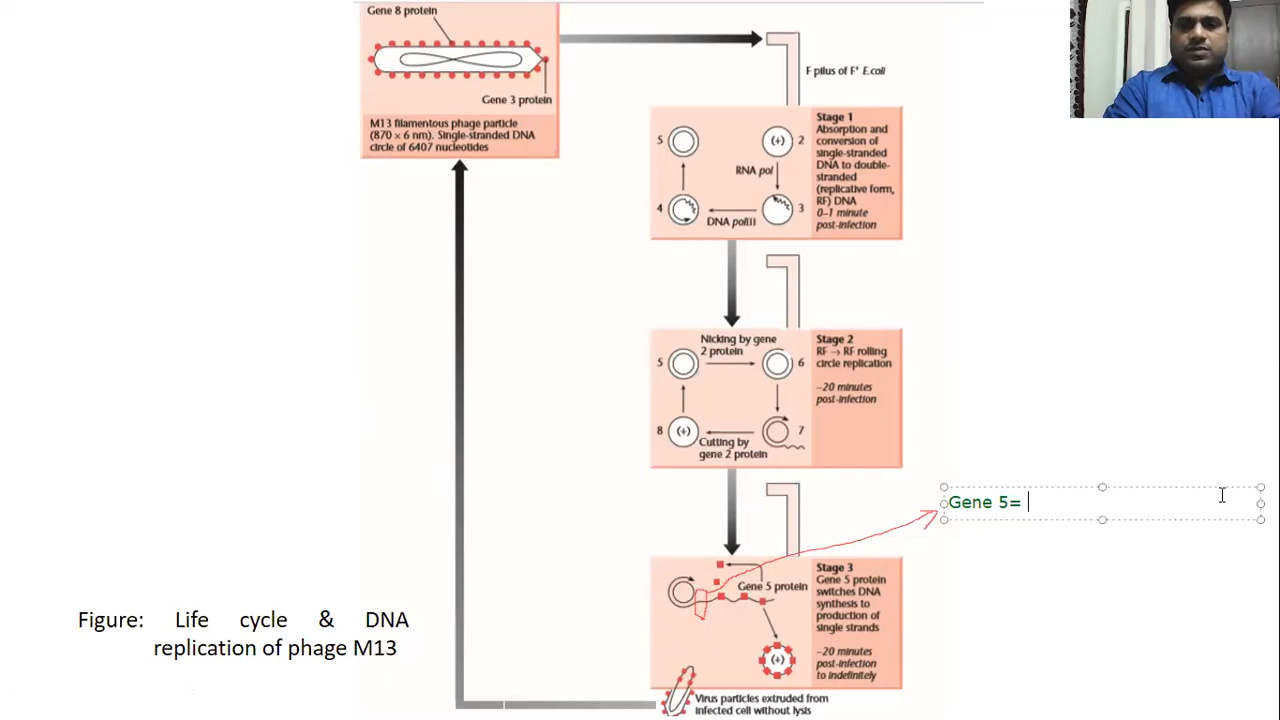 Gene 8 protein
Gene 3 protein
M13 filamentous phage particle
(870 × 6 nm). Single-stranded DNA
circle of 6407 nucleotides
F pilus of F⁺ E.coli
5
(+)
2
RNA pol
4
3
DNA polIII
Stage 1
Absorption and
conversion of
single-stranded
DNA to double-
stranded
(replicative form,
RF) DNA
0–1 minute
post-infection
Nicking by gene
2 protein
5
6
8
(+)
7
Cutting by
gene 2 protein
Stage 2
RF → RF rolling
circle replication
~20 minutes
post-infection
Gene 5=
Gene 5 protein
(+)
Stage 3
Gene 5 protein
switches DNA
synthesis to
production of
single strands
~20 minutes
post-infection
to indefinitely
Virus particles extruded from
infected cell without lysis
Figure: Life cycle & DNA
replication of phage M13